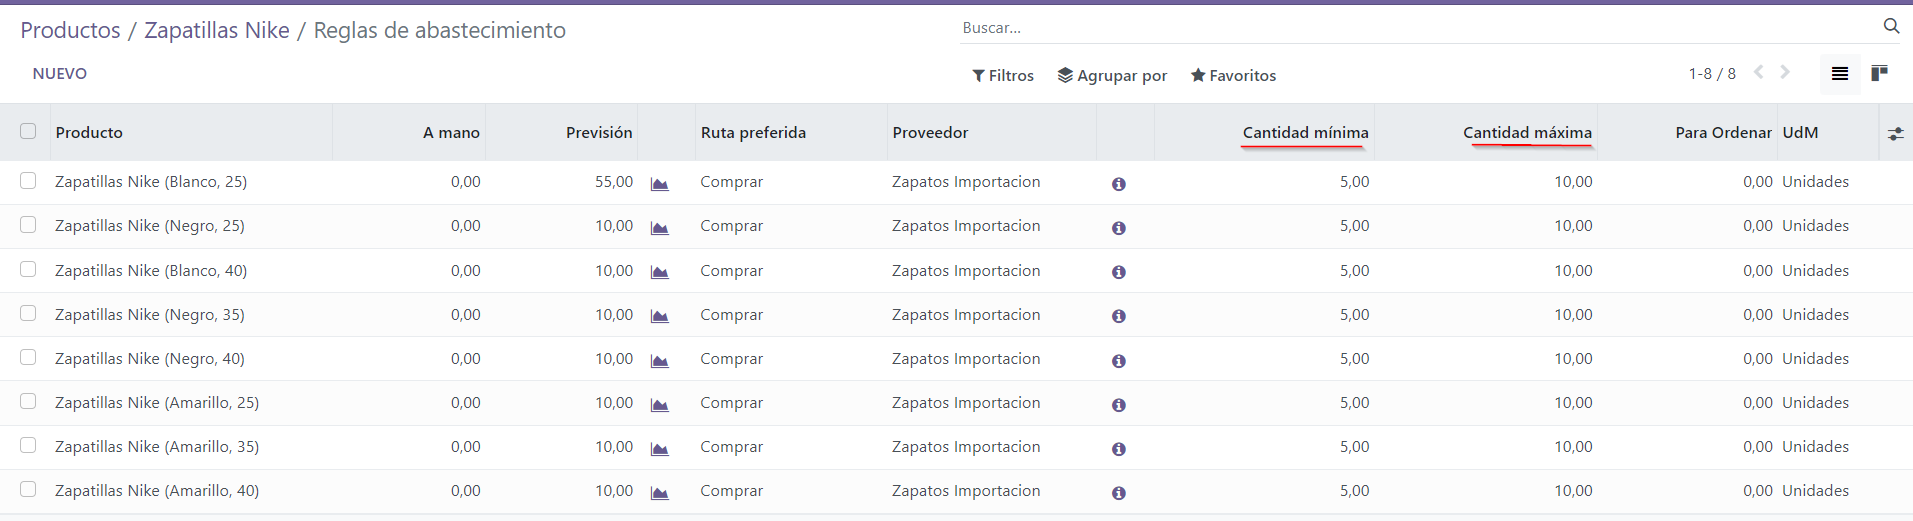 Productos / Zapatillas Nike / Reglas de abastecimiento
Buscar...
NUEVO
Filtros Agrupar por Favoritos
1-8 / 8
Producto A mano Previsión Ruta preferida Proveedor Cantidad mínima Cantidad máxima Para Ordenar UdM
Zapatillas Nike (Blanco, 25) 0,00 55,00 Comprar Zapatos Importacion 5,00 10,00 0,00 Unidades
Zapatillas Nike (Negro, 25) 0,00 10,00 Comprar Zapatos Importacion 5,00 10,00 0,00 Unidades
Zapatillas Nike (Blanco, 40) 0,00 10,00 Comprar Zapatos Importacion 5,00 10,00 0,00 Unidades
Zapatillas Nike (Negro, 35) 0,00 10,00 Comprar Zapatos Importacion 5,00 10,00 0,00 Unidades
Zapatillas Nike (Negro, 40) 0,00 10,00 Comprar Zapatos Importacion 5,00 10,00 0,00 Unidades
Zapatillas Nike (Amarillo, 25) 0,00 10,00 Comprar Zapatos Importacion 5,00 10,00 0,00 Unidades
Zapatillas Nike (Amarillo, 35) 0,00 10,00 Comprar Zapatos Importacion 5,00 10,00 0,00 Unidades
Zapatillas Nike (Amarillo, 40) 0,00 10,00 Comprar Zapatos Importacion 5,00 10,00 0,00 Unidades